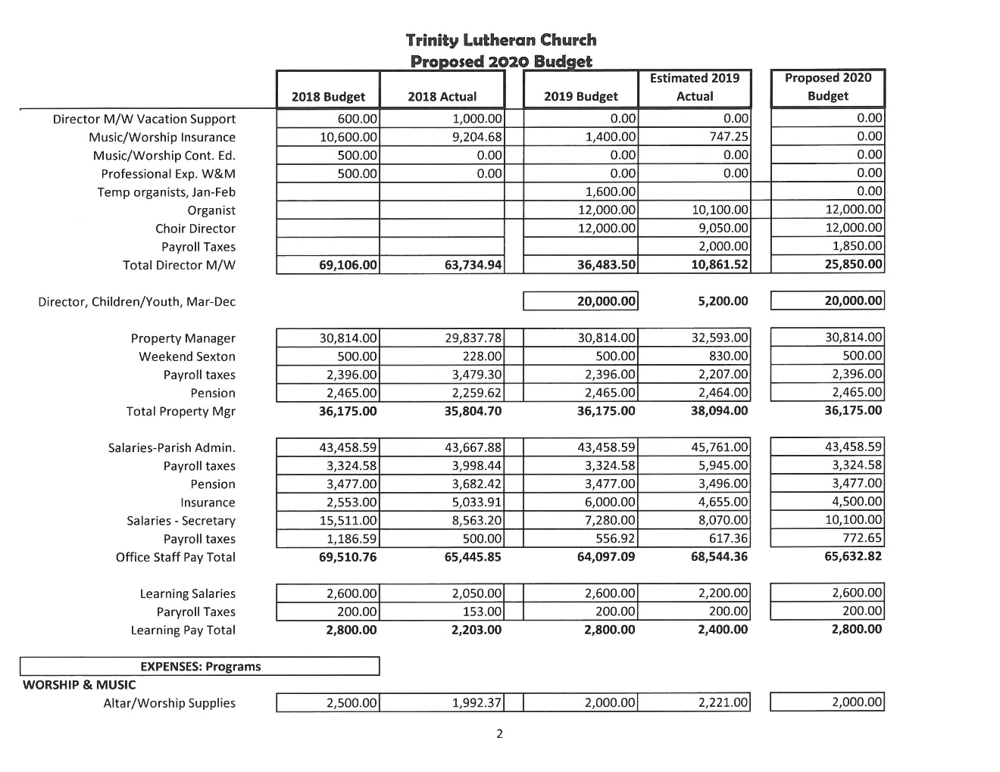 Trinity Lutheran Church
Proposed 2020 Budget
2018 Budget 2018 Actual 2019 Budget Estimated 2019 Actual Proposed 2020 Budget
Director M/W Vacation Support 600.00 1,000.00 0.00 0.00 0.00
Music/Worship Insurance 10,600.00 9,204.68 1,400.00 747.25 0.00
Music/Worship Cont. Ed. 500.00 0.00 0.00 0.00 0.00
Professional Exp. W&M 500.00 0.00 0.00 0.00 0.00
Temp organists, Jan-Feb 1,600.00 0.00
Organist 12,000.00 10,100.00 12,000.00
Choir Director 12,000.00 9,050.00 12,000.00
Payroll Taxes 2,000.00 1,850.00
Total Director M/W 69,106.00 63,734.94 36,483.50 10,861.52 25,850.00
Director, Children/Youth, Mar-Dec 20,000.00 5,200.00 20,000.00
Property Manager 30,814.00 29,837.78 30,814.00 32,593.00 30,814.00
Weekend Sexton 500.00 228.00 500.00 830.00 500.00
Payroll taxes 2,396.00 3,479.30 2,396.00 2,207.00 2,396.00
Pension 2,465.00 2,259.62 2,465.00 2,464.00 2,465.00
Total Property Mgr 36,175.00 35,804.70 36,175.00 38,094.00 36,175.00
Salaries-Parish Admin. 43,458.59 43,667.88 43,458.59 45,761.00 43,458.59
Payroll taxes 3,324.58 3,998.44 3,324.58 5,945.00 3,324.58
Pension 3,477.00 3,682.42 3,477.00 3,496.00 3,477.00
Insurance 2,553.00 5,033.91 6,000.00 4,655.00 4,500.00
Salaries - Secretary 15,511.00 8,563.20 7,280.00 8,070.00 10,100.00
Payroll taxes 1,186.59 500.00 556.92 617.36 772.65
Office Staff Pay Total 69,510.76 65,445.85 64,097.09 68,544.36 65,632.82
Learning Salaries 2,600.00 2,050.00 2,600.00 2,200.00 2,600.00
Paryroll Taxes 200.00 153.00 200.00 200.00 200.00
Learning Pay Total 2,800.00 2,203.00 2,800.00 2,400.00 2,800.00
EXPENSES: Programs
WORSHIP & MUSIC
Altar/Worship Supplies 2,500.00 1,992.37 2,000.00 2,221.00 2,000.00
2